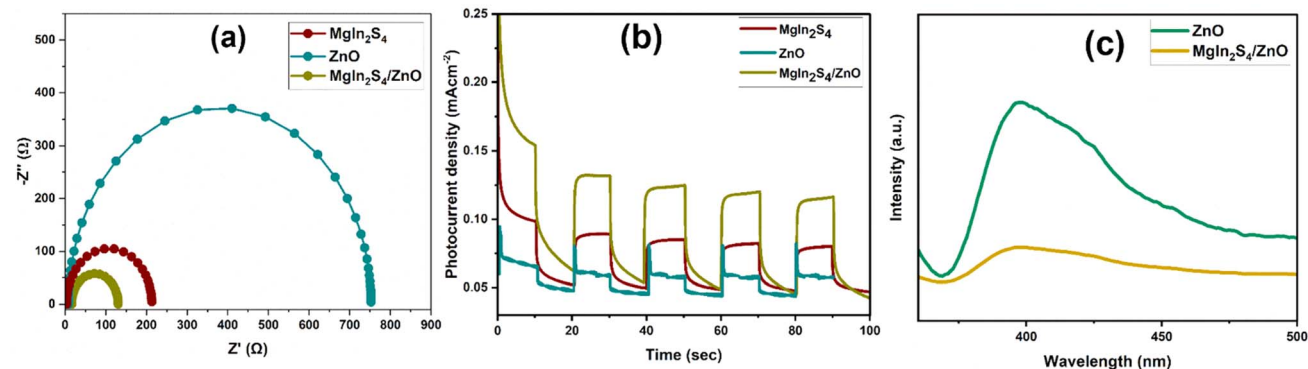 (a)
MgIn₂S₄
ZnO
MgIn₂S₄/ZnO
-Z'' (Ω)
500
400
300
200
100
0
0 100 200 300 400 500 600 700 800 900
Z' (Ω)
(b)
MgIn₂S₄
ZnO
MgIn₂S₄/ZnO
Photocurrent density (mAcm⁻²)
0.25
0.20
0.15
0.10
0.05
0 20 40 60 80 100
Time (sec)
(c)
ZnO
MgIn₂S₄/ZnO
Intensity (a.u.)
400 450 500
Wavelength (nm)